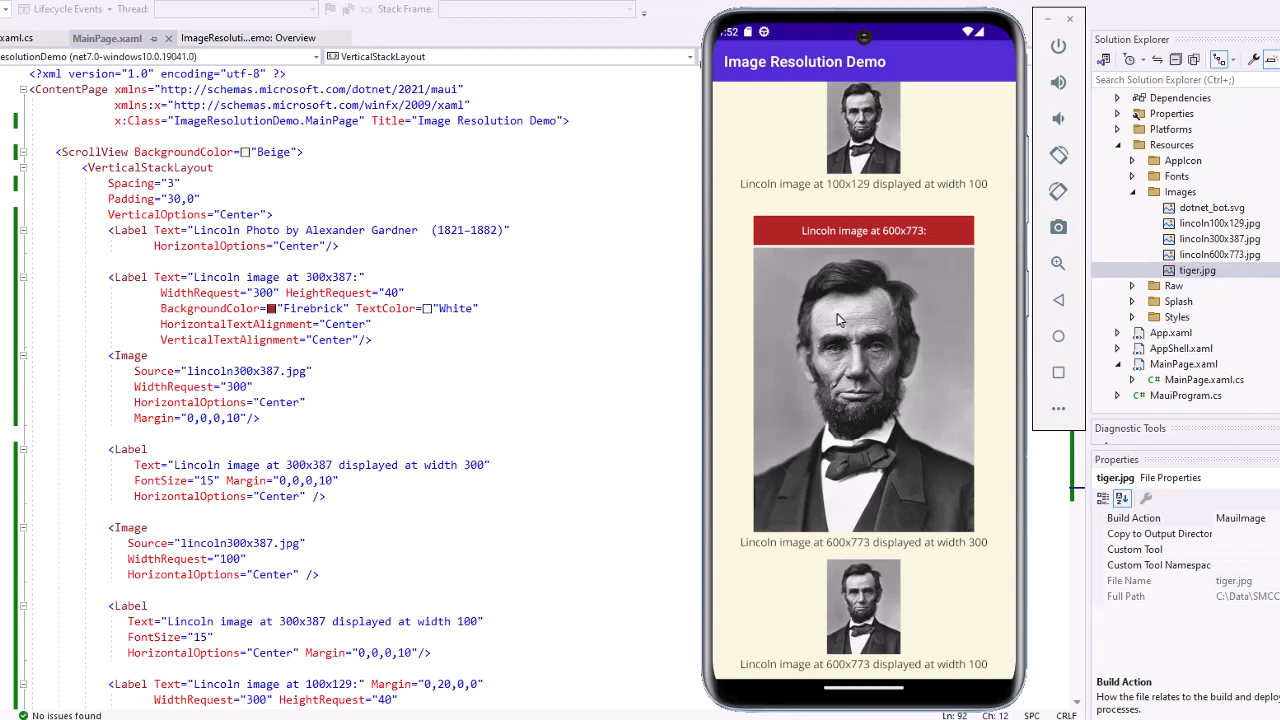 Lifecycle Events
Stack Frame:
MainPage.xaml
ImageResoluti...erview
esolutionDemo (net7.0-windows10.0.19041.0)
VerticalStackLayout
<?xml version="1.0" encoding="utf-8" ?>
<ContentPage xmlns="http://schemas.microsoft.com/dotnet/2021/maui"
"http://schemas.microsoft.com/winfx/2009/xaml"
x:Class="ImageResolutionDemo.MainPage" Title="Image Resolution Demo">
<ScrollView BackgroundColor="Beige">
<VerticalStackLayout
Spacing="3"
Padding="30,0"
VerticalOptions="Center">
<Label Text="Lincoln Photo by Alexander Gardner (1821–1882)"
HorizontalOptions="Center"/>
<Label Text="Lincoln image at 300x387:"
WidthRequest="300" HeightRequest="40"
BackgroundColor="Firebrick" TextColor="White"
HorizontalTextAlignment="Center"
VerticalTextAlignment="Center"/>
<Image
Source="lincoln300x387.jpg"
WidthRequest="300"
HorizontalOptions="Center"
Margin="0,0,0,10"/>
<Label
Text="Lincoln image at 300x387 displayed at width 300"
FontSize="15" Margin="0,0,0,10"
HorizontalOptions="Center" />
<Image
Source="lincoln300x387.jpg"
WidthRequest="100"
HorizontalOptions="Center" />
<Label
Text="Lincoln image at 300x387 displayed at width 100"
FontSize="15"
HorizontalOptions="Center" Margin="0,0,0,10"/>
<Label Text="Lincoln image at 100x129:" Margin="0,20,0,0"
WidthRequest="300" HeightRequest="40"
No issues found
Ln: 92 Ch: 12 SPC CRLF
:52
Image Resolution Demo
Lincoln image at 100x129 displayed at width 100
Lincoln image at 600x773:
Lincoln image at 600x773 displayed at width 300
Lincoln image at 600x773 displayed at width 100
Solution Explorer
Search Solution Explorer (Ctrl+;)
Dependencies
Properties
Platforms
Resources
AppIcon
Fonts
Images
dotnet_bot.svg
lincoln100x129.jpg
lincoln300x387.jpg
lincoln600x773.jpg
tiger.jpg
Raw
Splash
Styles
App.xaml
AppShell.xaml
MainPage.xaml
C# MainPage.xaml.cs
C# MauiProgram.cs
Diagnostic Tools
Properties
tiger.jpg File Properties
Build Action MauiImage
Copy to Output Director
Custom Tool
Custom Tool Namespac
File Name tiger.jpg
Full Path C:\Data\SMCC
Build Action
How the file relates to the build and dep
processes.